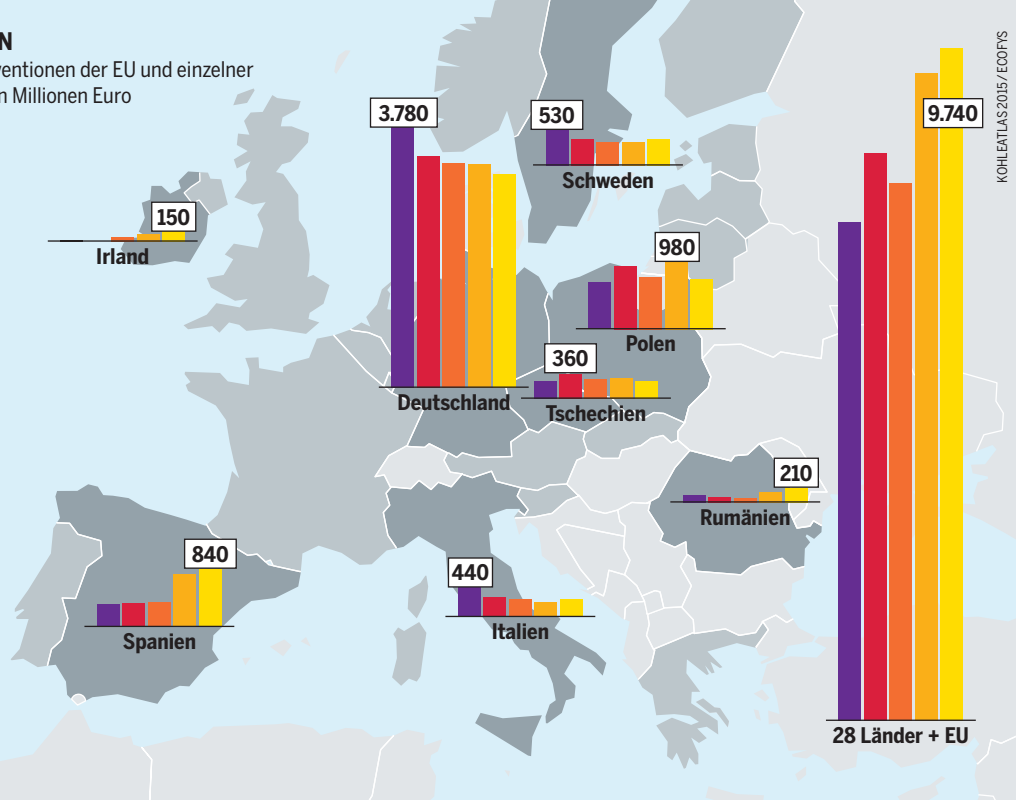 N
ventionen der EU und einzelner
n Millionen Euro
KOHLEATLAS 2015 / ECOFYS
3.780
530
9.740
Schweden
150
Irland
980
Polen
360
Deutschland
Tschechien
210
Rumänien
840
Spanien
440
Italien
28 Länder + EU